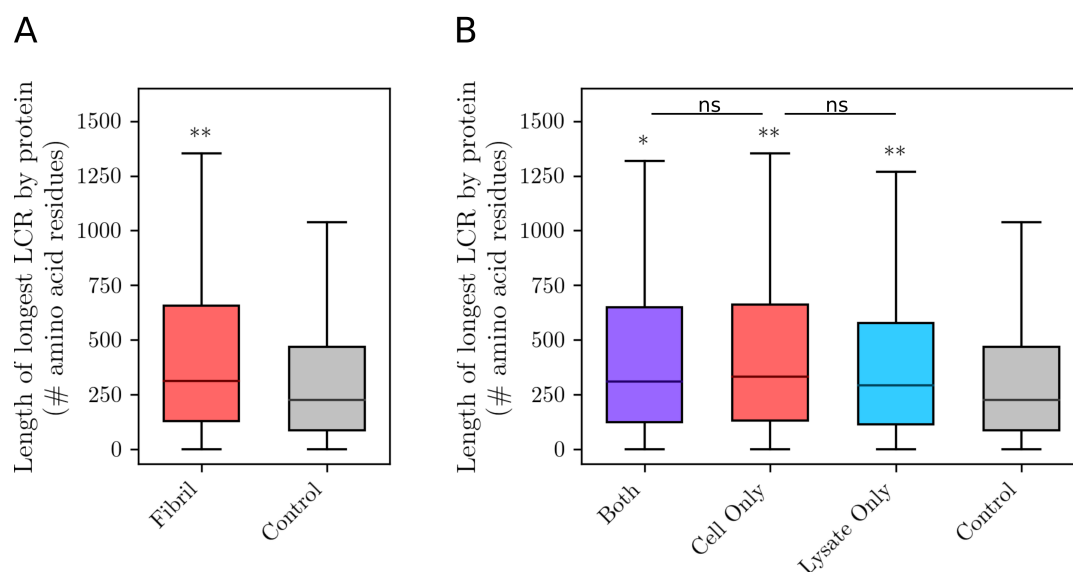 A
Length of longest LCR by protein
(# amino acid residues)
1500
1250
1000
750
500
250
0
**
Fibril
Control
B
Length of longest LCR by protein
(# amino acid residues)
1500
1250
1000
750
500
250
0
ns
ns
*
**
**
Both
Cell Only
Lysate Only
Control